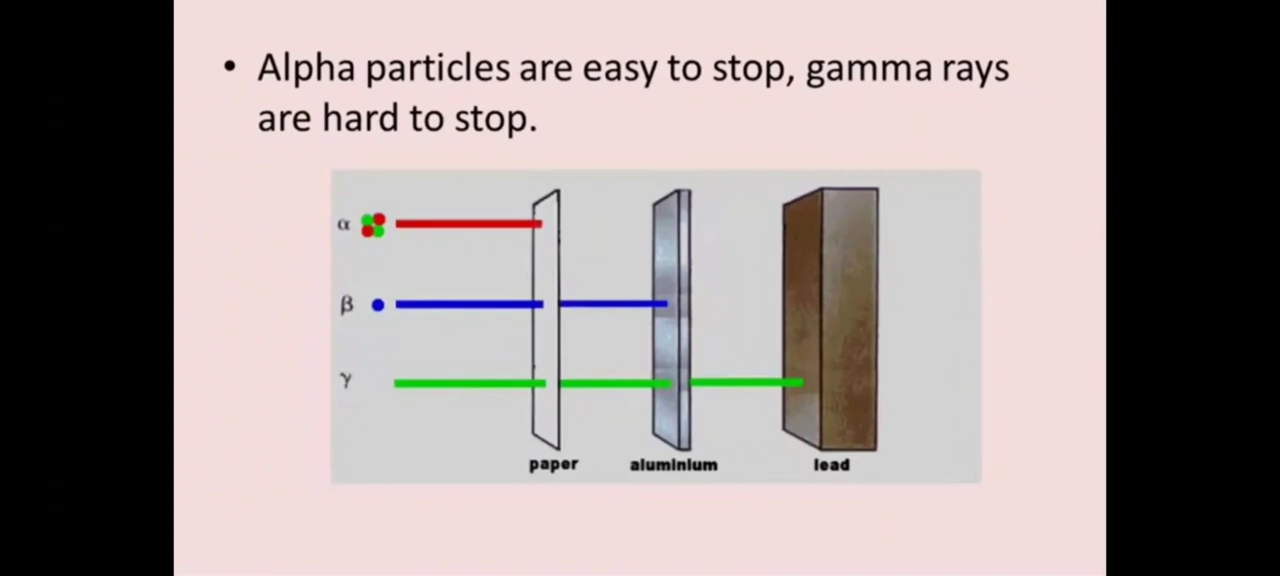 • Alpha particles are easy to stop, gamma rays
are hard to stop.
α
β
γ
paper
aluminium
lead